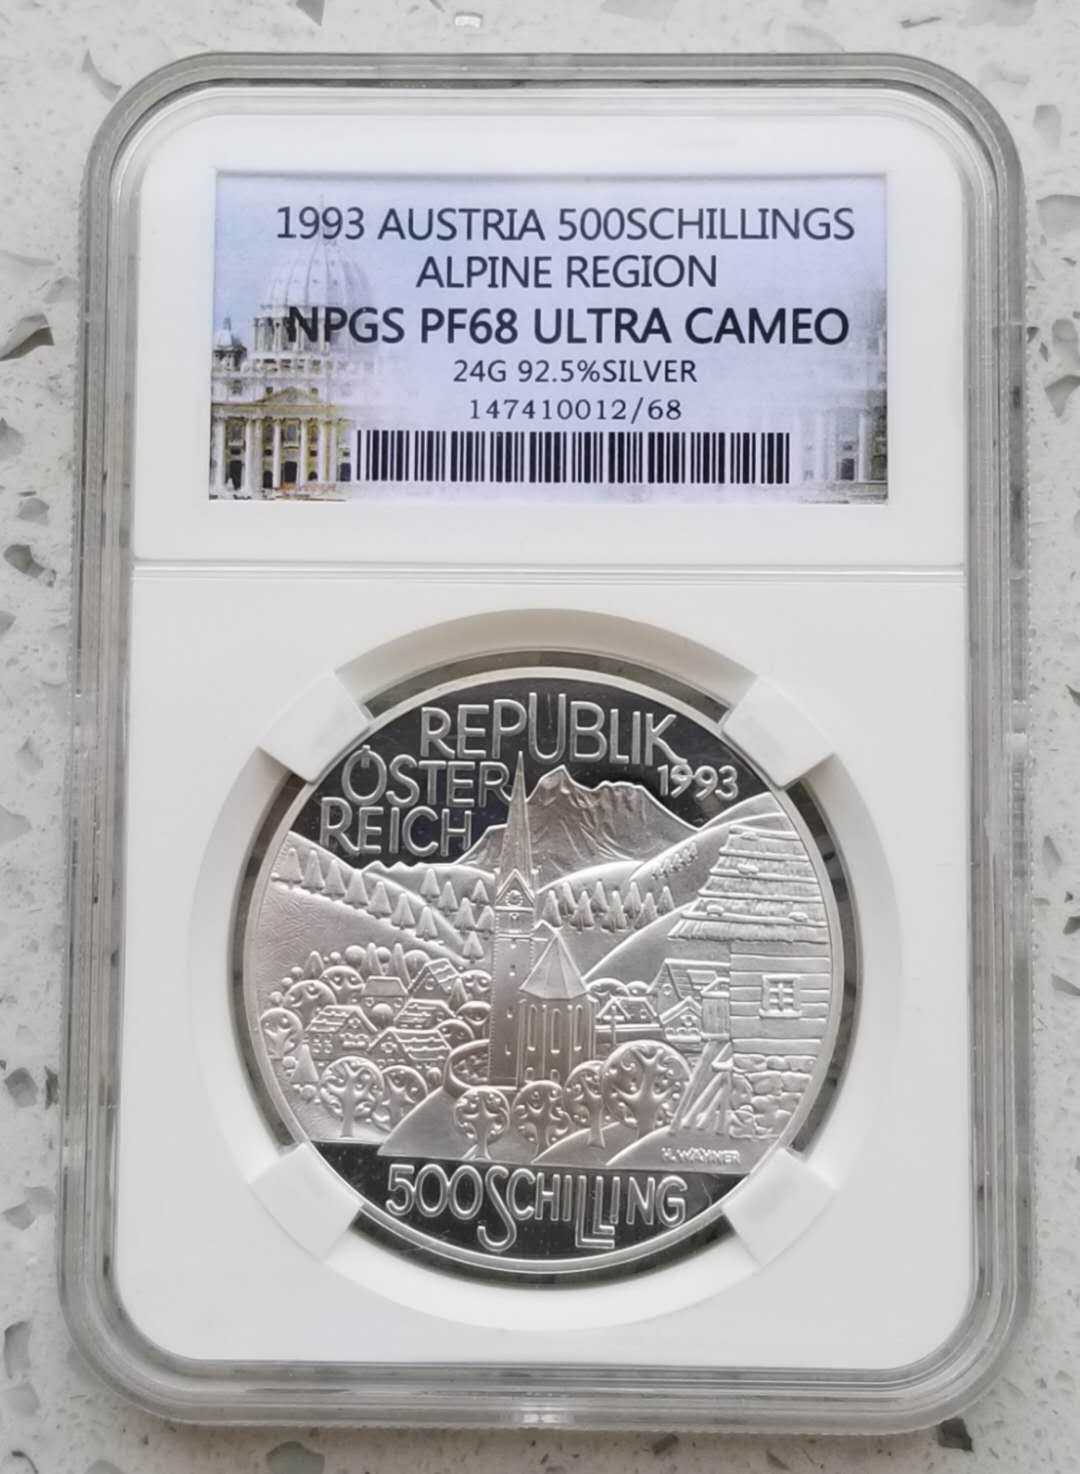 1993 AUSTRIA 500SCHILLINGS
ALPINE REGION
NPGS PF68 ULTRA CAMEO
24G 92.5%SILVER
147410012/68
REPUBLIK
ÖSTER 1993
REICH
H.WÄHNER
500SCHILLING